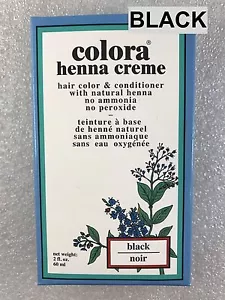 BLACK
colora®
henna creme
hair color & conditioner
with natural henna
no ammonia
no peroxide
–
teinture à base
de henné naturel
sans ammoniaque
sans eau oxygénée
net weight:
2 fl. oz.
60 ml
black
noir